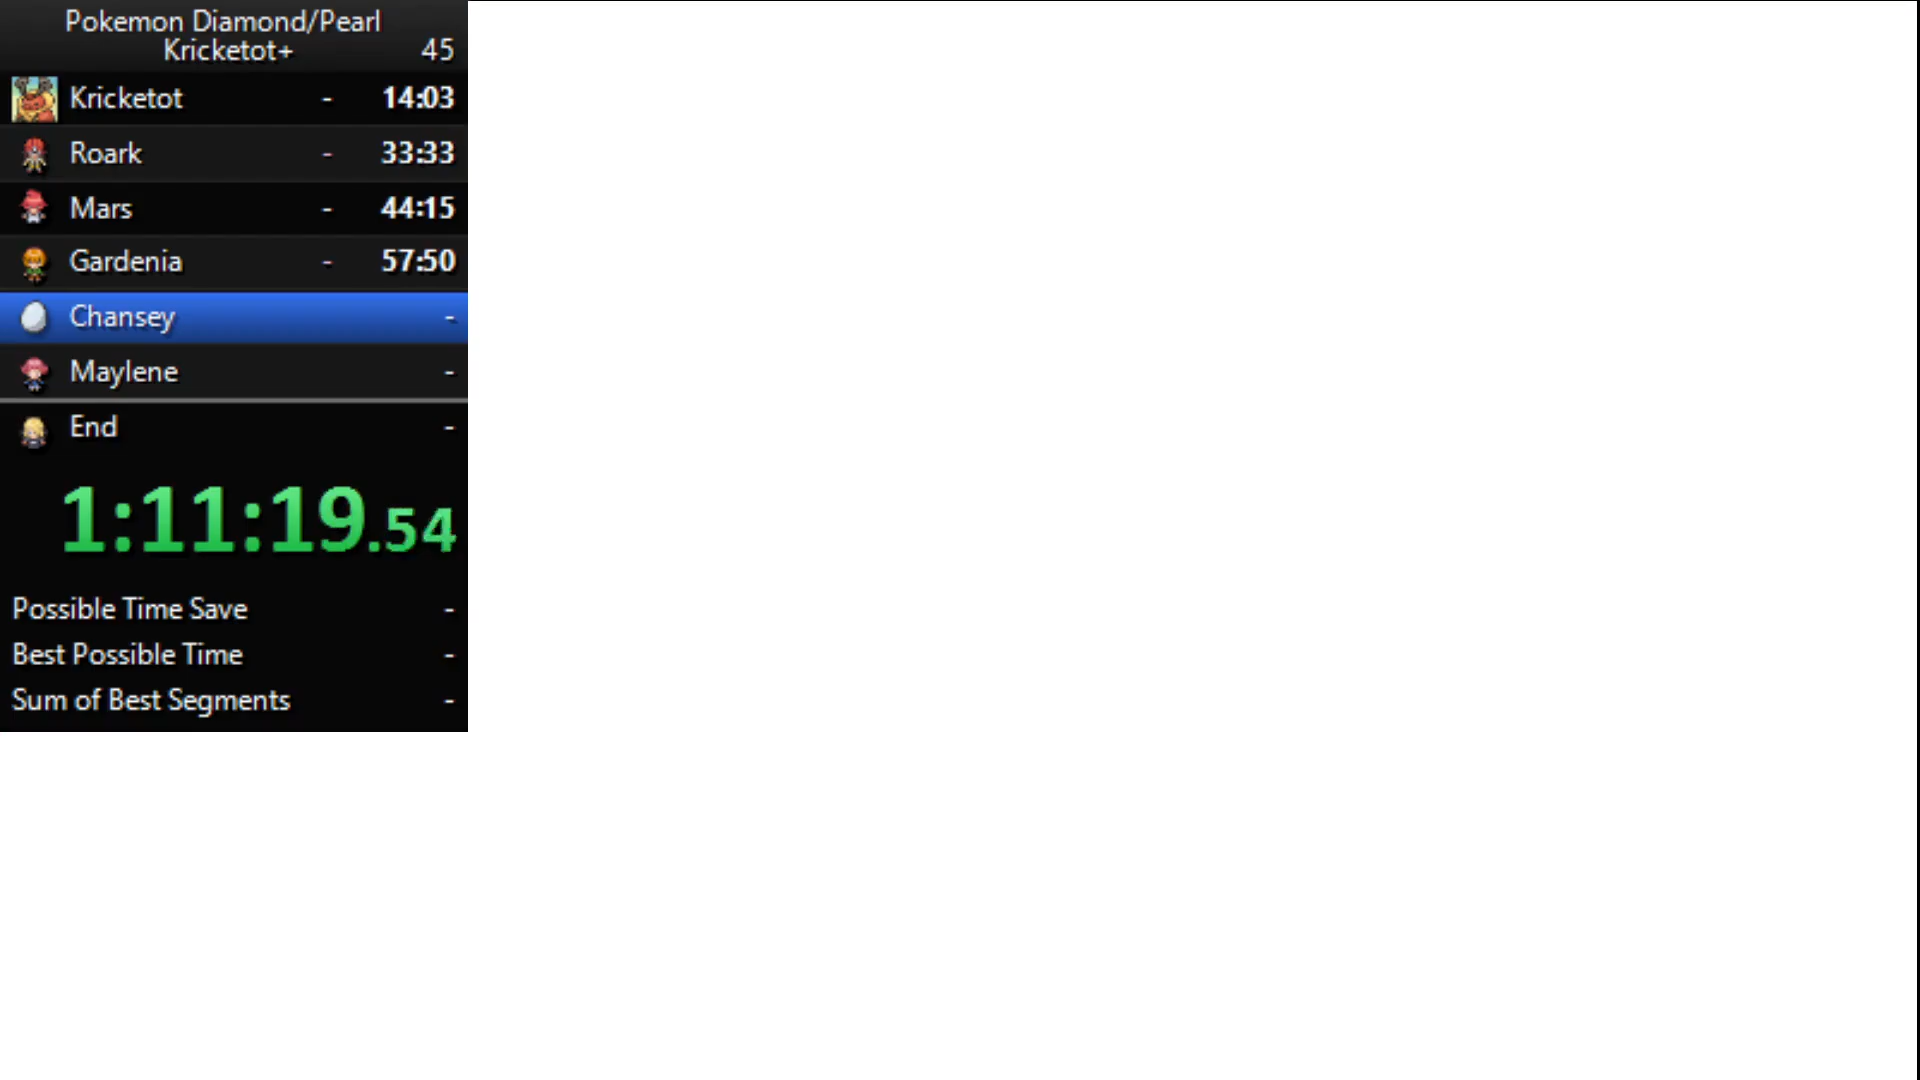 Pokemon Diamond/Pearl
Kricketot+ 45
Kricketot - 14:03
Roark - 33:33
Mars - 44:15
Gardenia - 57:50
Chansey -
Maylene -
End -
1:11:19.54
Possible Time Save -
Best Possible Time -
Sum of Best Segments -